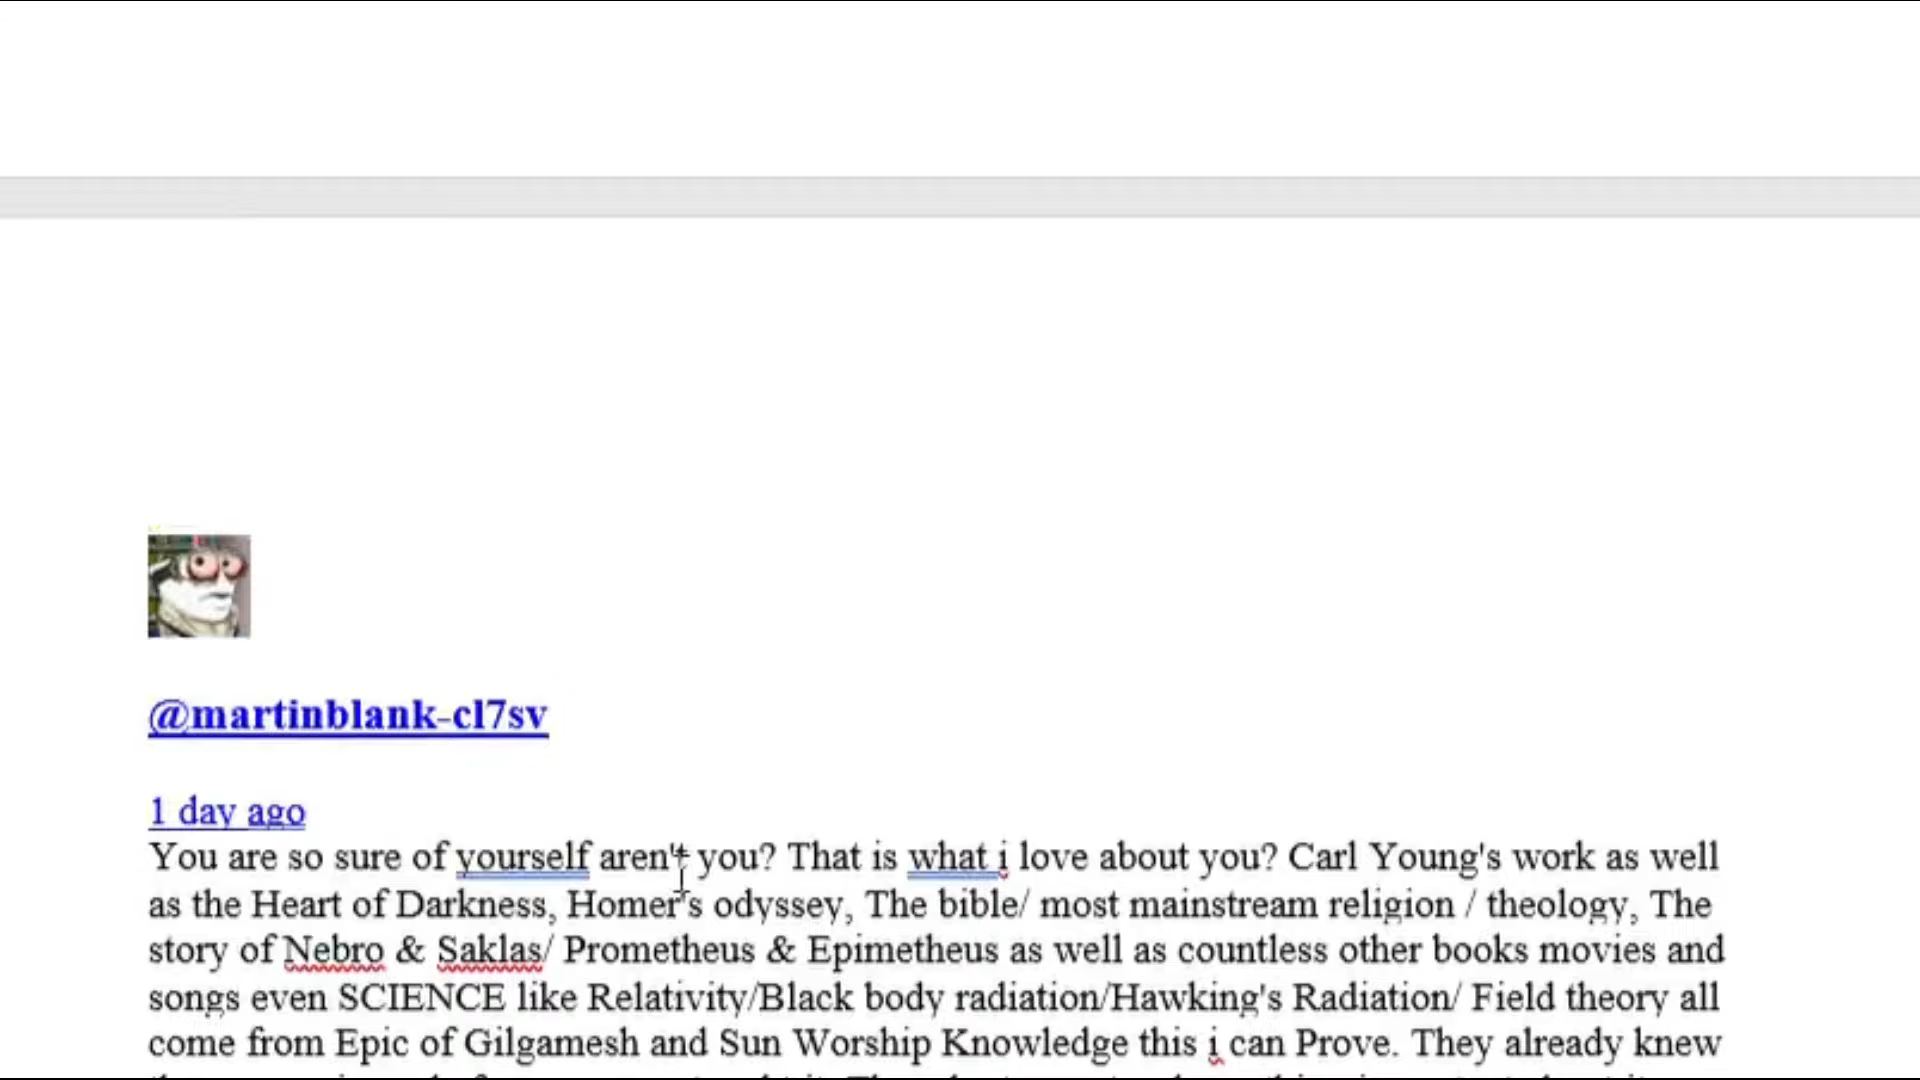 @martinblank-cl7sv
1 day ago
You are so sure of yourself aren't you? That is what i love about you? Carl Young's work as well
as the Heart of Darkness, Homer's odyssey, The bible/ most mainstream religion / theology, The
story of Nebro & Saklas/ Prometheus & Epimetheus as well as countless other books movies and
songs even SCIENCE like Relativity/Black body radiation/Hawking's Radiation/ Field theory all
come from Epic of Gilgamesh and Sun Worship Knowledge this i can Prove. They already knew